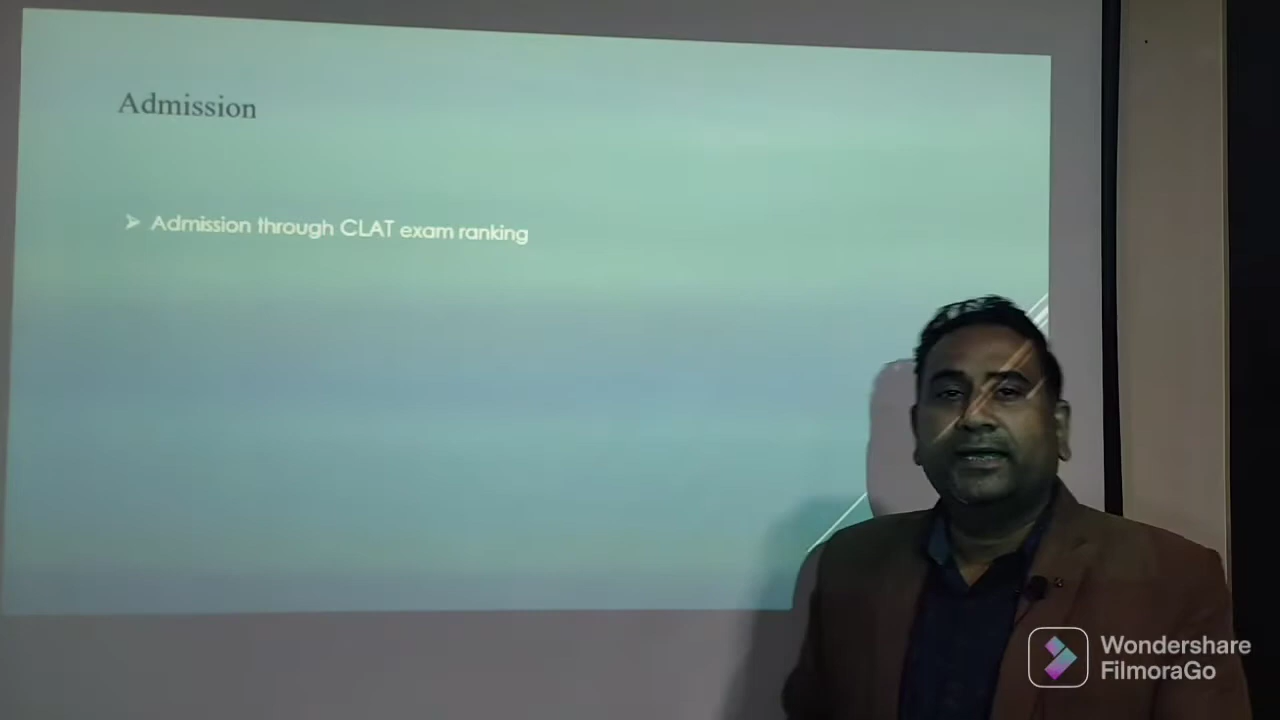 Admission
➢ Admission through CLAT exam ranking
Wondershare
FilmoraGo